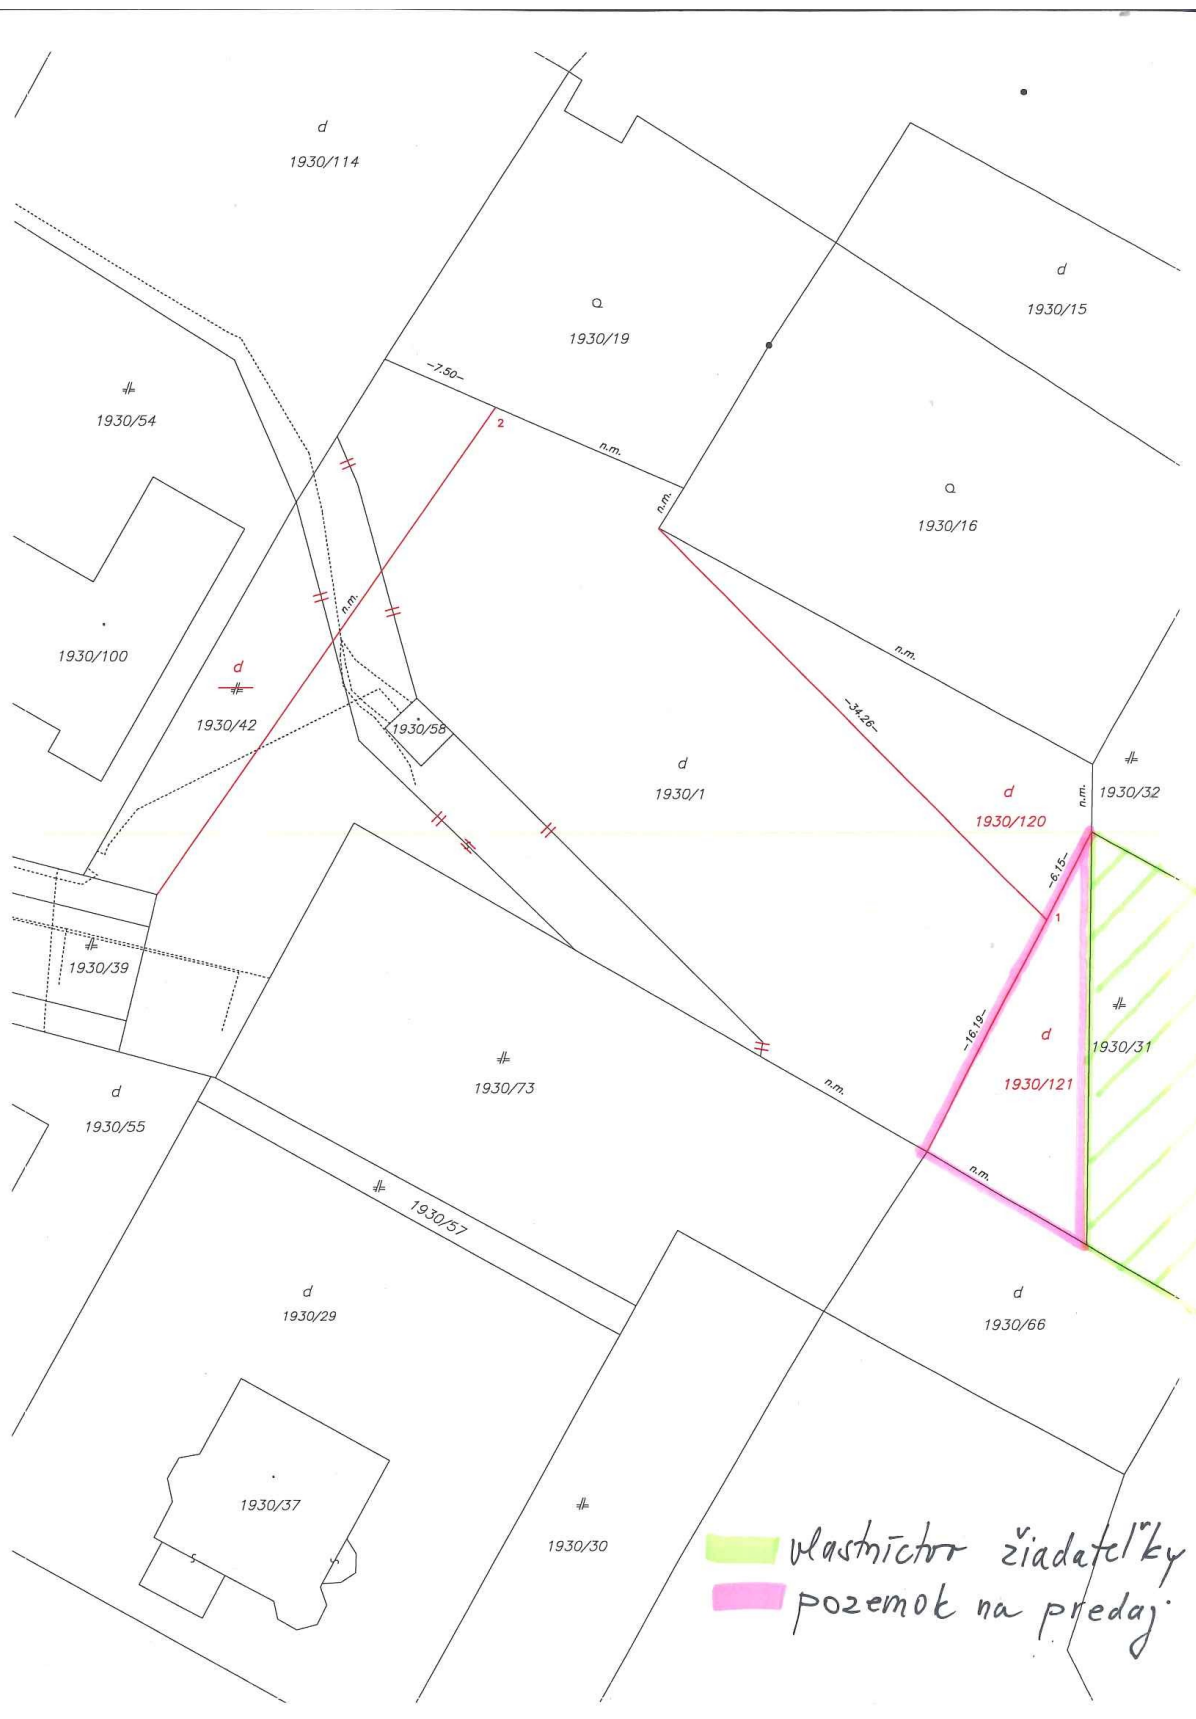 d
1930/114
d
1930/15
1930/19
-7.50-
2
n.m.
1930/54
n.m.
1930/16
n.m.
1930/100
d
1930/42
1930/58
n.m.
-34.26-
d
1930/1
d
1930/120
n.m.
1930/32
-6.15-
1
1930/39
-16.19-
d
1930/121
1930/31
1930/73
n.m.
d
1930/55
n.m.
1930/57
d
1930/29
d
1930/66
1930/37
1930/30
vlastníctvo žiadateľky
pozemok na predaj